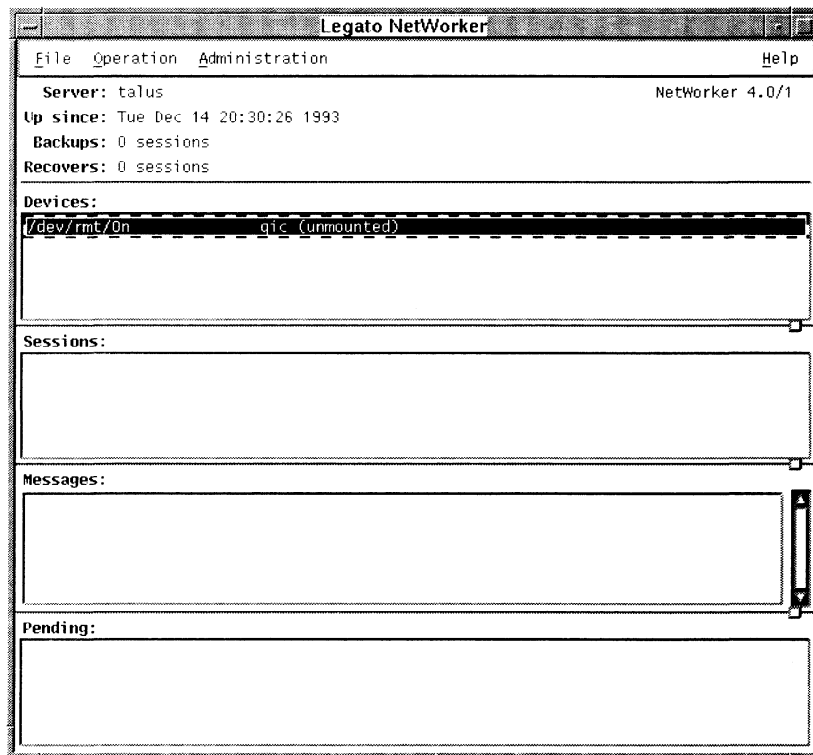 Legato NetWorker
File Operation Administration Help
Server: talus NetWorker 4.0/1
Up since: Tue Dec 14 20:30:26 1993
Backups: 0 sessions
Recovers: 0 sessions
Devices:
/dev/rmt/0n qic (unmounted)
Sessions:
Messages:
Pending: